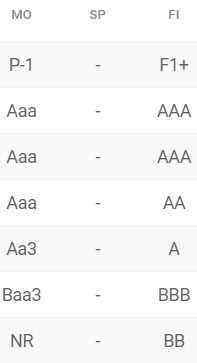 MO SP FI
P-1 - F1+
Aaa - AAA
Aaa - AAA
Aaa - AA
Aa3 - A
Baa3 - BBB
NR - BB